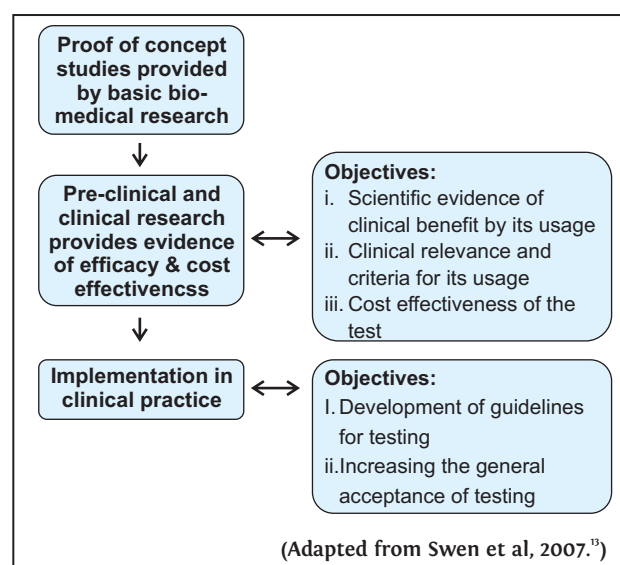 Proof of concept
studies provided
by basic bio-
medical research
Pre-clinical and
clinical research
provides evidence
of efficacy & cost
effectivencss
Objectives:
i. Scientific evidence of
clinical benefit by its usage
ii. Clinical relevance and
criteria for its usage
iii. Cost effectiveness of the
test
Implementation in
clinical practice
Objectives:
I. Development of guidelines
for testing
ii.Increasing the general
acceptance of testing
(Adapted from Swen et al, 2007.¹³)